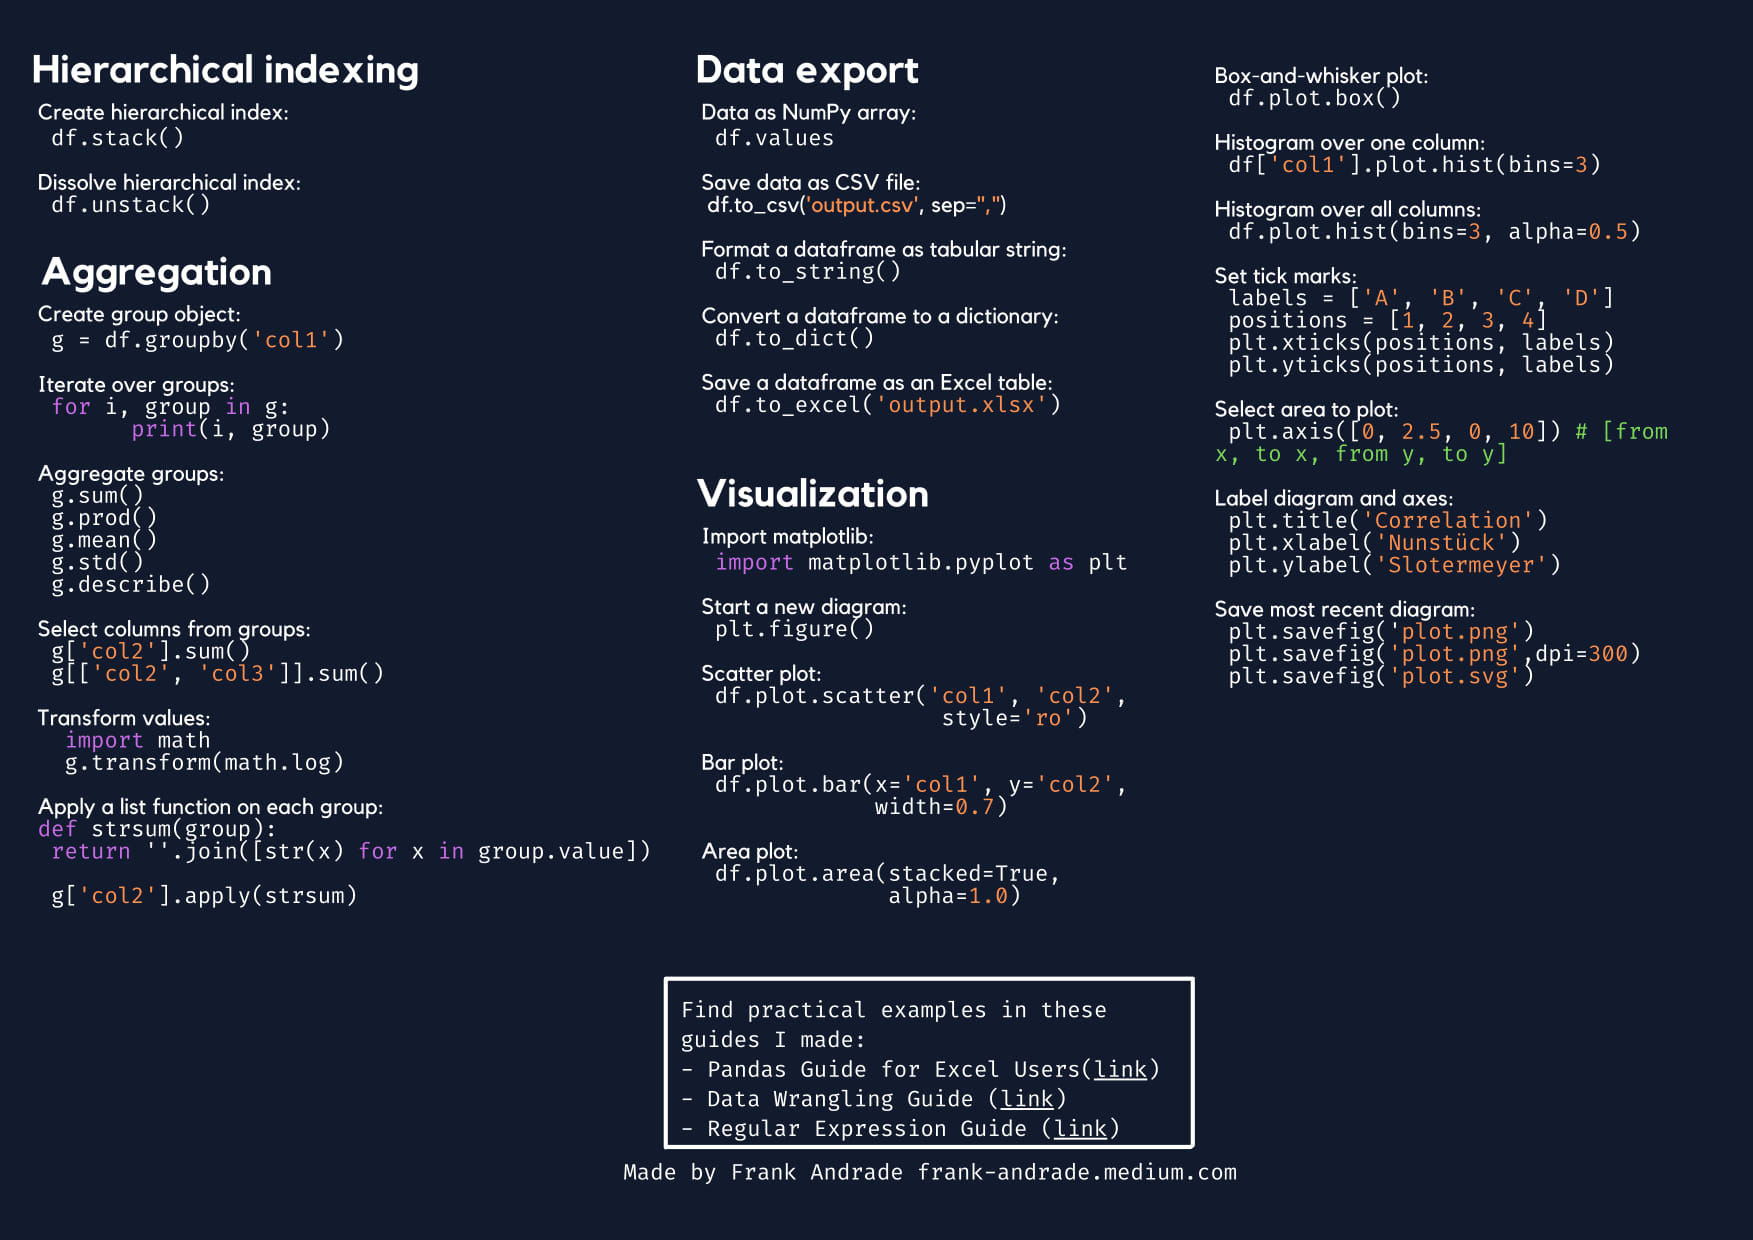 Hierarchical indexing
Create hierarchical index:
df.stack()
Dissolve hierarchical index:
df.unstack()
Aggregation
Create group object:
g = df.groupby('col1')
Iterate over groups:
for i, group in g:
print(i, group)
Aggregate groups:
g.sum()
g.prod()
g.mean()
g.std()
g.describe()
Select columns from groups:
g['col2'].sum()
g[['col2', 'col3']].sum()
Transform values:
import math
g.transform(math.log)
Apply a list function on each group:
def strsum(group):
return ''.join([str(x) for x in group.value])
g['col2'].apply(strsum)
Data export
Data as NumPy array:
df.values
Save data as CSV file:
df.to_csv('output.csv', sep=",")
Format a dataframe as tabular string:
df.to_string()
Convert a dataframe to a dictionary:
df.to_dict()
Save a dataframe as an Excel table:
df.to_excel('output.xlsx')
Visualization
Import matplotlib:
import matplotlib.pyplot as plt
Start a new diagram:
plt.figure()
Scatter plot:
df.plot.scatter('col1', 'col2',
style='ro')
Bar plot:
df.plot.bar(x='col1', y='col2',
width=0.7)
Area plot:
df.plot.area(stacked=True,
alpha=1.0)
Box-and-whisker plot:
df.plot.box()
Histogram over one column:
df['col1'].plot.hist(bins=3)
Histogram over all columns:
df.plot.hist(bins=3, alpha=0.5)
Set tick marks:
labels = ['A', 'B', 'C', 'D']
positions = [1, 2, 3, 4]
plt.xticks(positions, labels)
plt.yticks(positions, labels)
Select area to plot:
plt.axis([0, 2.5, 0, 10]) # [from
x, to x, from y, to y]
Label diagram and axes:
plt.title('Correlation')
plt.xlabel('Nunstück')
plt.ylabel('Slotermeyer')
Save most recent diagram:
plt.savefig('plot.png')
plt.savefig('plot.png',dpi=300)
plt.savefig('plot.svg')
Find practical examples in these
guides I made:
- Pandas Guide for Excel Users(link)
- Data Wrangling Guide (link)
- Regular Expression Guide (link)
Made by Frank Andrade frank-andrade.medium.com